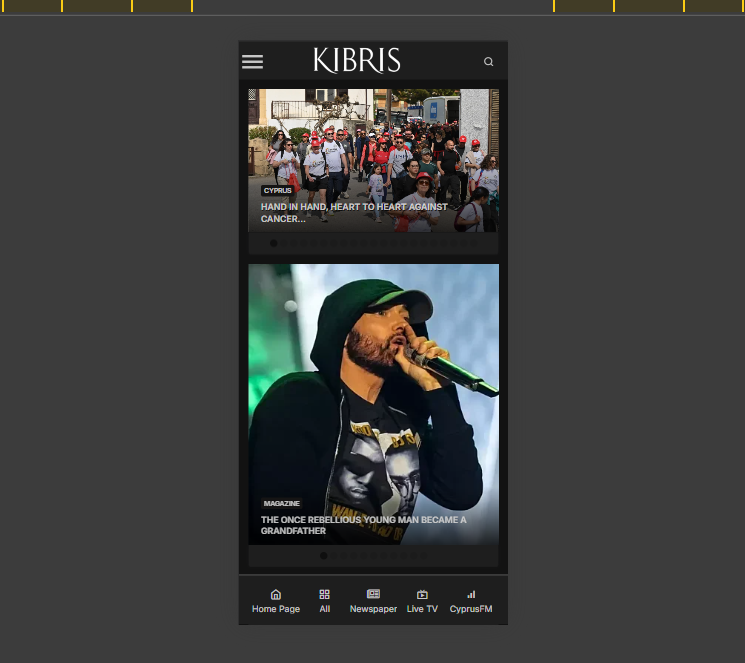 KIBRIS
CYPRUS
HAND IN HAND, HEART TO HEART AGAINST
CANCER...
MAGAZINE
THE ONCE REBELLIOUS YOUNG MAN BECAME A
GRANDFATHER
Home Page
All
Newspaper
Live TV
CyprusFM